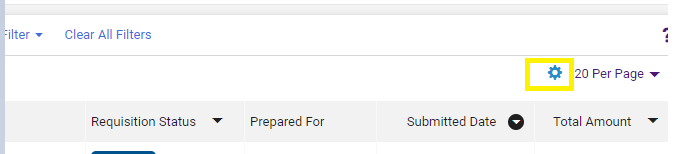 Filter Clear All Filters ?
20 Per Page
Requisition Status Prepared For Submitted Date Total Amount